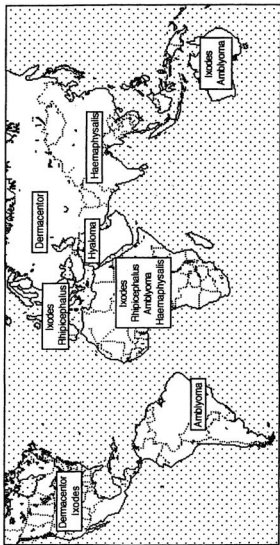 Dermacentor
Ixodes
Amblyoma
Ixodes
Rhipicephalus
Ixodes
Rhipicephalus
Amblyoma
Haemaphysalis
Hyaloma
Dermacentor
Haemaphysalis
Ixodes
Amblyoma